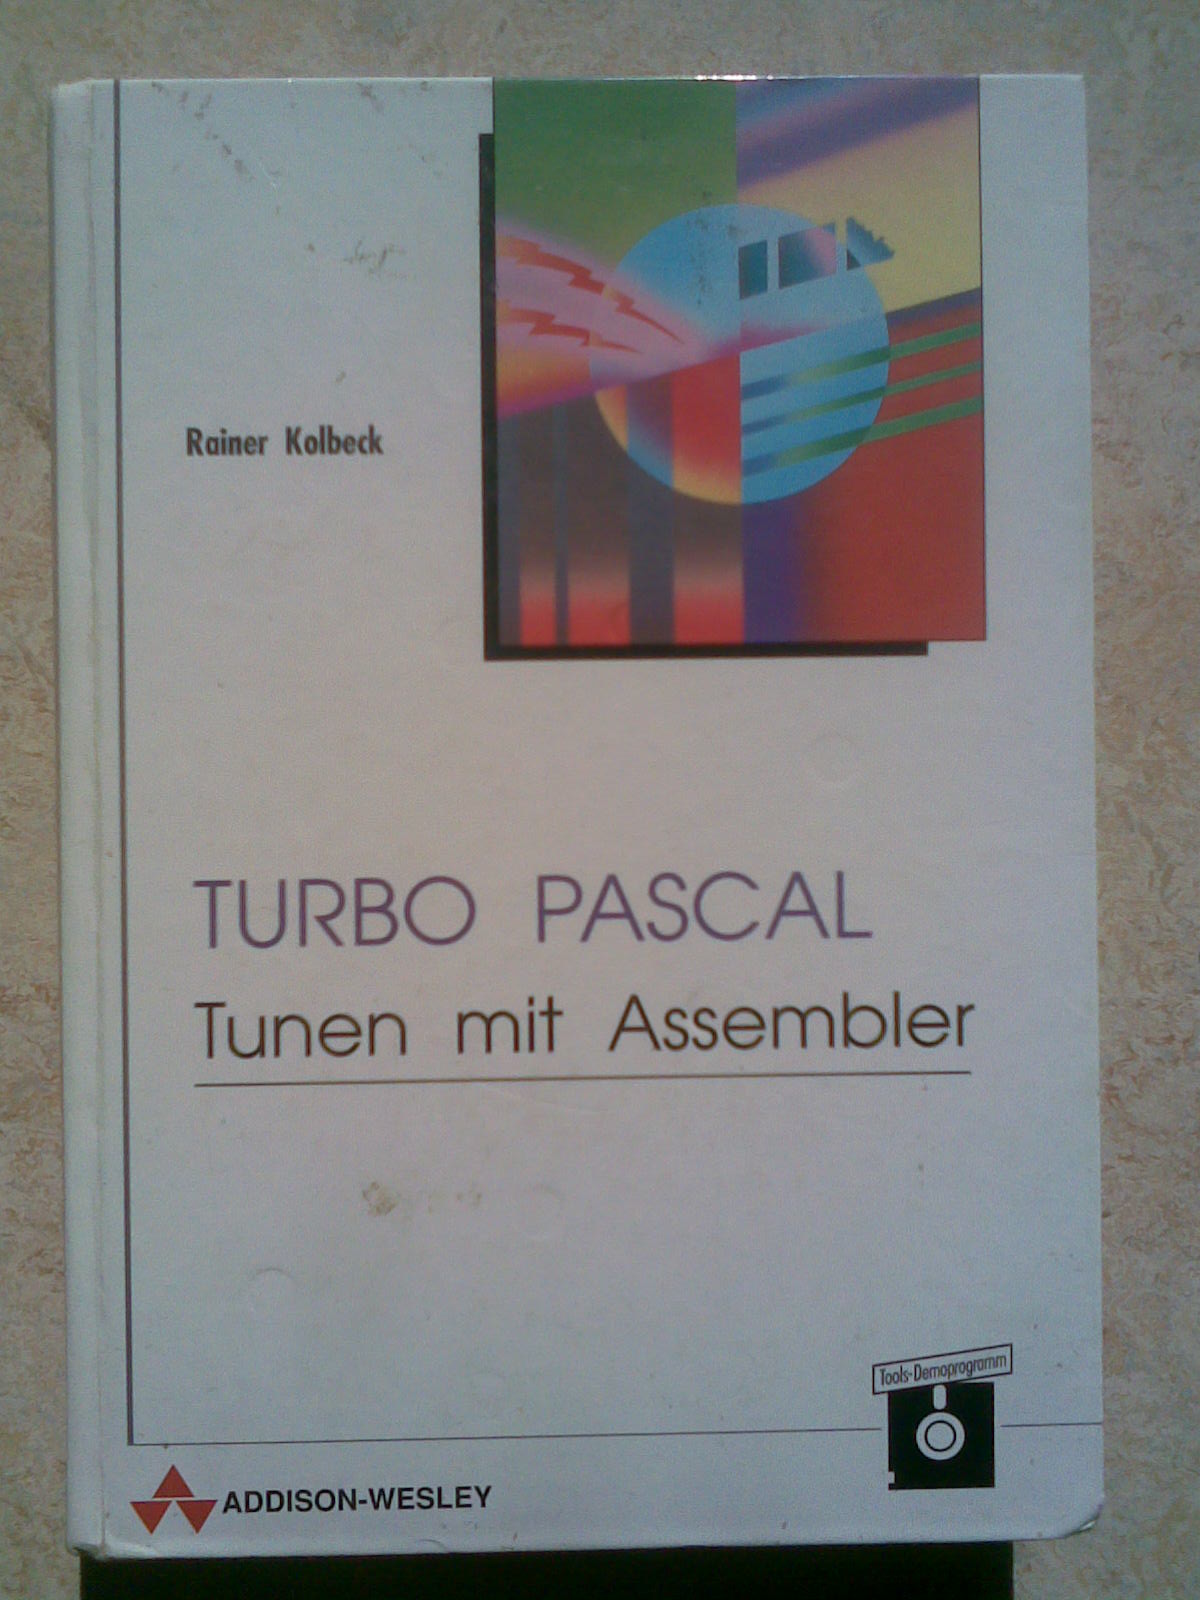 Rainer Kolbeck
TURBO PASCAL
Tunen mit Assembler
Tools-Demoprogramm
ADDISON-WESLEY